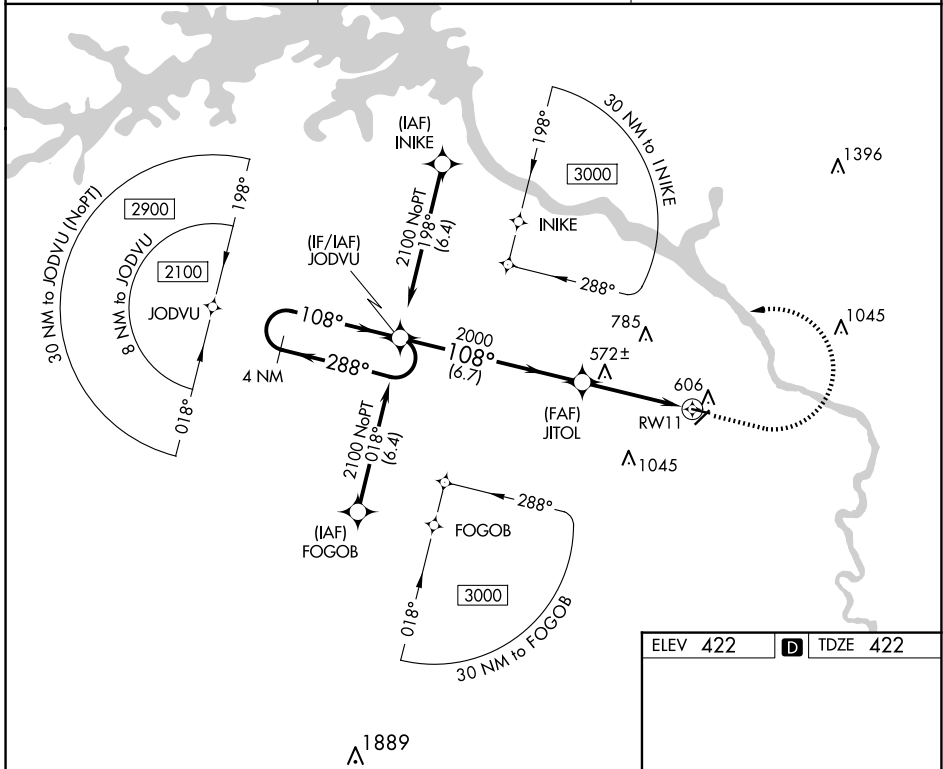 30 NM to JODVU (NoPT)
2900
198°
8 NM to JODVU
2100
JODVU
018°
(IAF)
INIKE
2100 NoPT
198°
(6.4)
(IF/IAF)
JODVU
30 NM to INIKE
198°
3000
INIKE
288°
1396
108°
288°
4 NM
2000
108°
(6.7)
785
572±
1045
(FAF)
JITOL
606
RW11
1045
2100 NoPT
018°
(6.4)
(IAF)
FOGOB
288°
FOGOB
018°
3000
30 NM to FOGOB
1889
ELEV 422 D TDZE 422